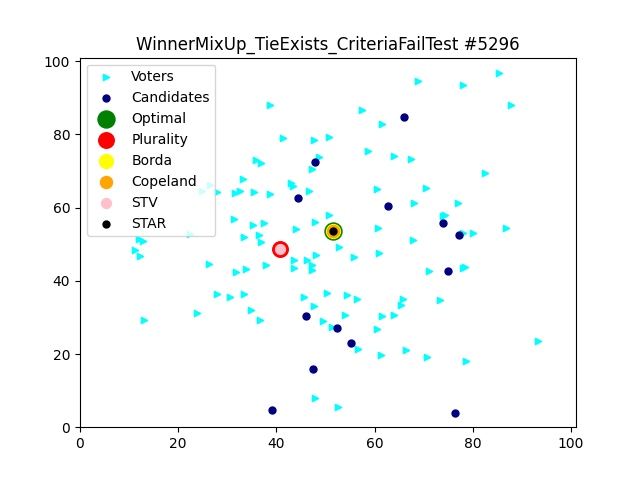 WinnerMixUp_TieExists_CriteriaFailTest #5296
100
80
60
40
20
0
Voters
Candidates
Optimal
Plurality
Borda
Copeland
STV
STAR
0 20 40 60 80 100